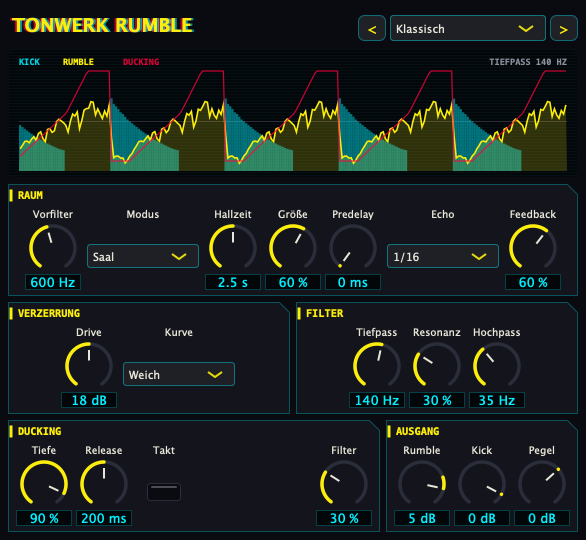 TONWERK RUMBLE
< Klassisch >
KICK RUMBLE DUCKING TIEFPASS 140 HZ
RAUM
Vorfilter Modus Hallzeit Größe Predelay Echo Feedback
Saal 1/16
600 Hz 2.5 s 60 % 0 ms 60 %
VERZERRUNG
Drive Kurve
Weich
18 dB
FILTER
Tiefpass Resonanz Hochpass
140 Hz 30 % 35 Hz
DUCKING
Tiefe Release Takt Filter
90 % 200 ms 30 %
AUSGANG
Rumble Kick Pegel
5 dB 0 dB 0 dB